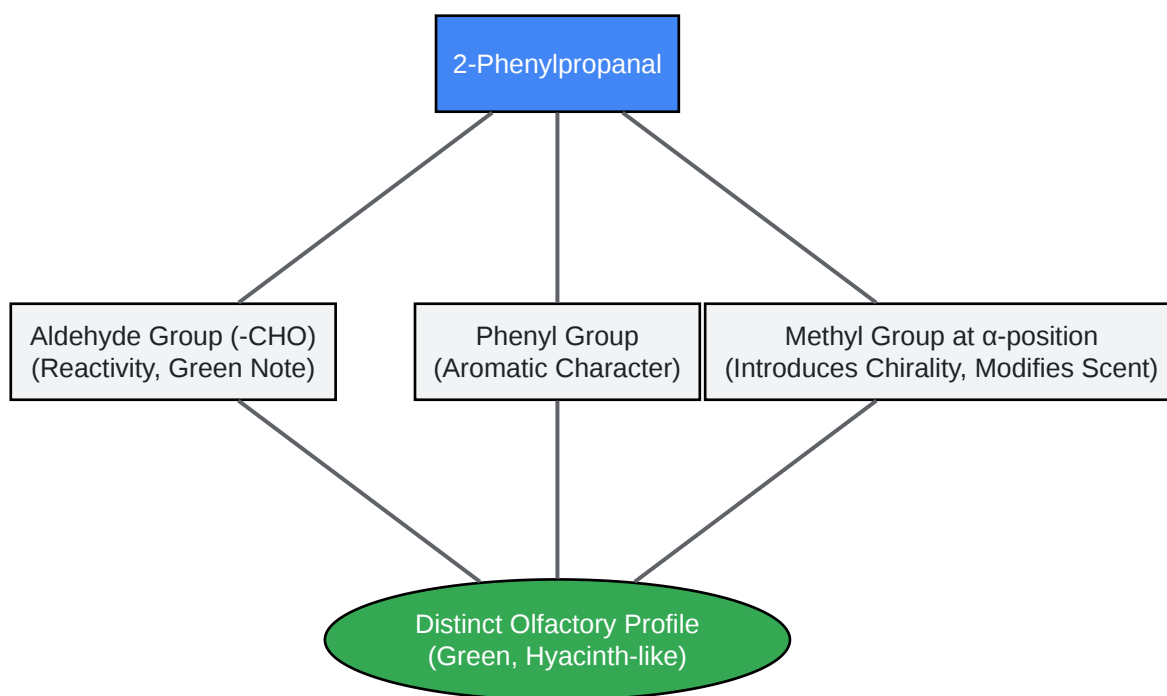 2-Phenylpropanal
Aldehyde Group (-CHO)
(Reactivity, Green Note)
Phenyl Group
(Aromatic Character)
Methyl Group at α-position
(Introduces Chirality, Modifies Scent)
Distinct Olfactory Profile
(Green, Hyacinth-like)